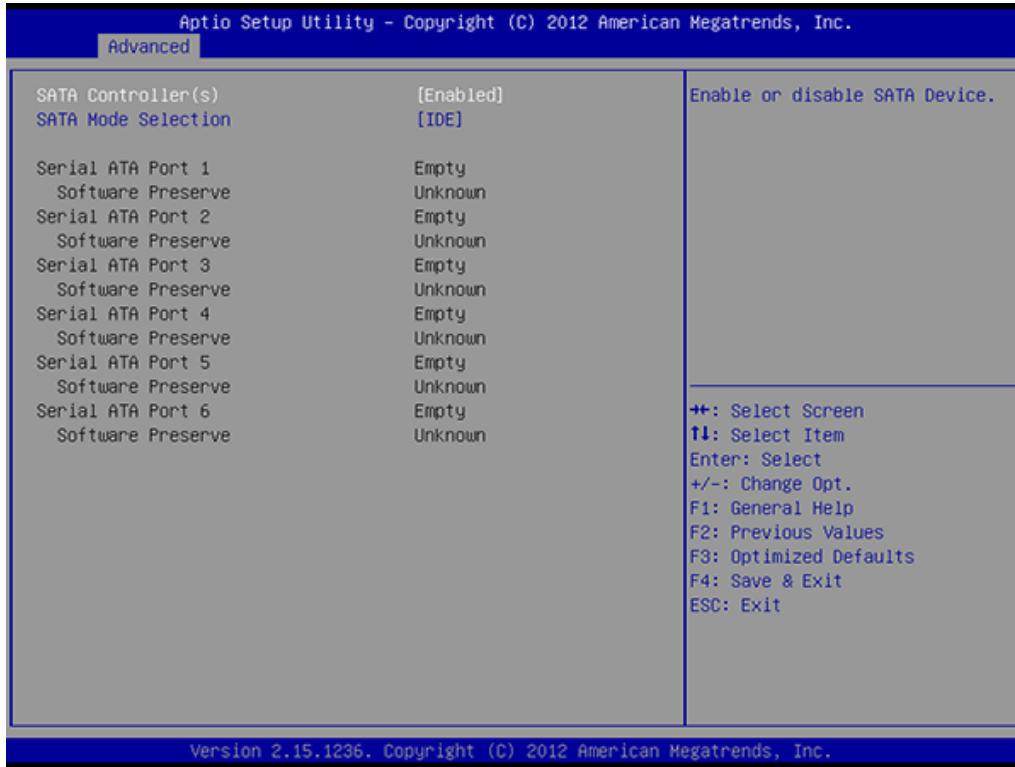 Aptio Setup Utility – Copyright (C) 2012 American Megatrends, Inc.
Advanced
SATA Controller(s) [Enabled]
SATA Mode Selection [IDE]
Serial ATA Port 1 Empty
Software Preserve Unknown
Serial ATA Port 2 Empty
Software Preserve Unknown
Serial ATA Port 3 Empty
Software Preserve Unknown
Serial ATA Port 4 Empty
Software Preserve Unknown
Serial ATA Port 5 Empty
Software Preserve Unknown
Serial ATA Port 6 Empty
Software Preserve Unknown
Enable or disable SATA Device.
→←: Select Screen
↑↓: Select Item
Enter: Select
+/-: Change Opt.
F1: General Help
F2: Previous Values
F3: Optimized Defaults
F4: Save & Exit
ESC: Exit
Version 2.15.1236. Copyright (C) 2012 American Megatrends, Inc.